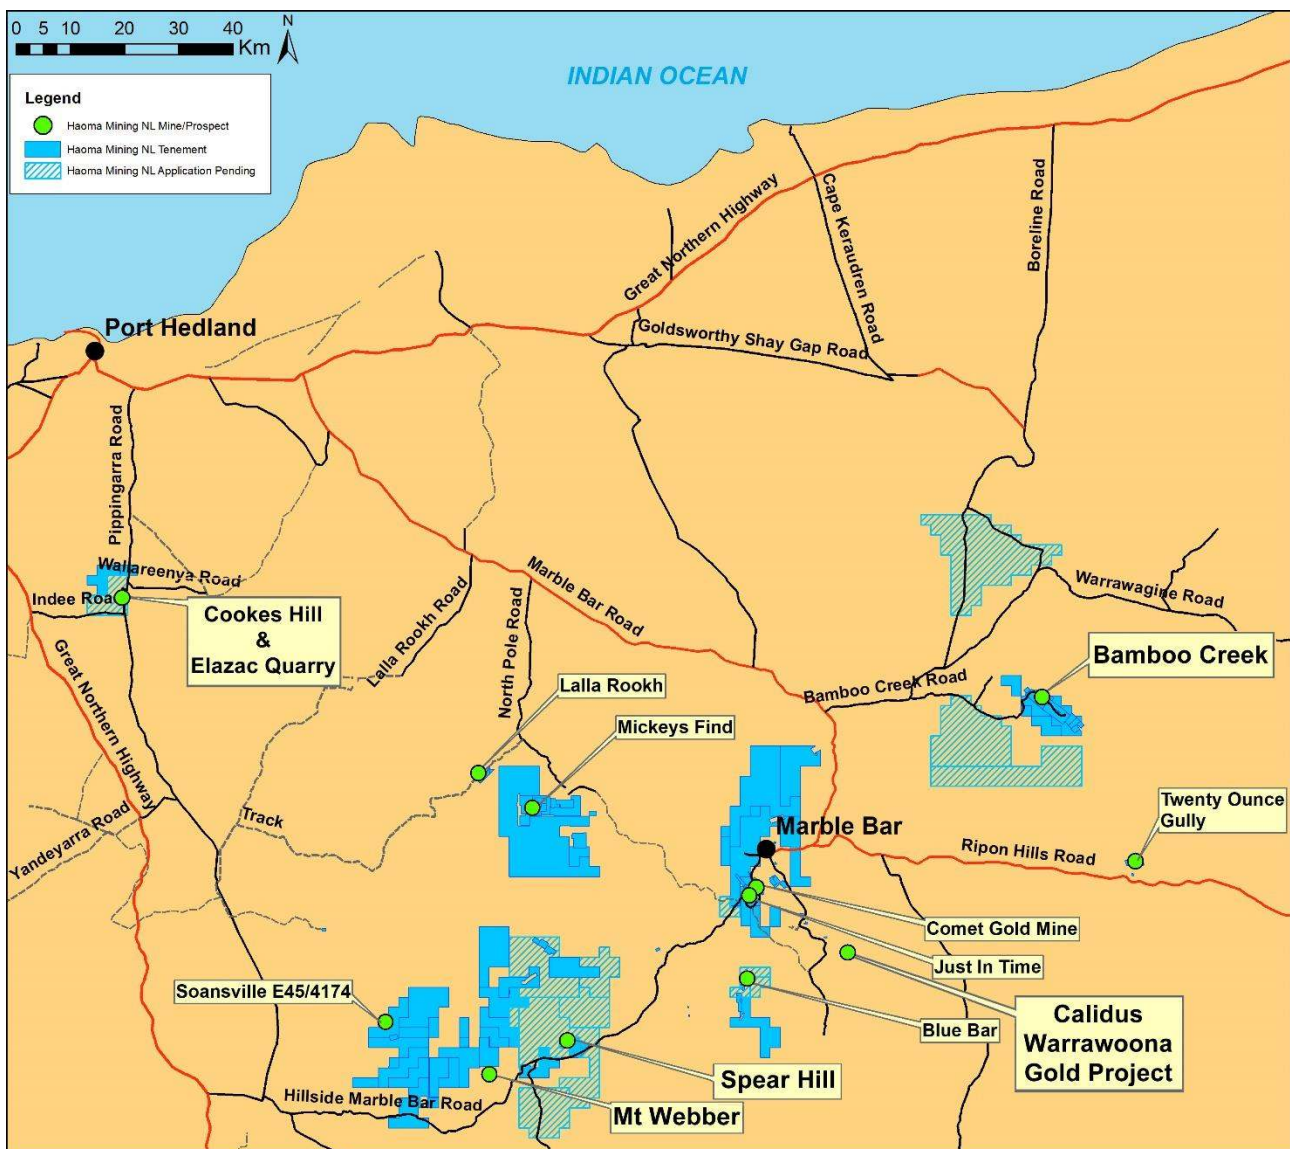 0 5 10 20 30 40
Km
N
INDIAN OCEAN
Legend
Haoma Mining NL Mine/Prospect
Haoma Mining NL Tenement
Haoma Mining NL Application Pending
Great Northern Highway
Cape Keraudren Road
Boreline Road
Port Hedland
Goldsworthy Shay Gap Road
Pippingarra Road
Wallareenya Road
Indee Roa
Cookes Hill
&
Elazac Quarry
Lalla Rookh Road
North Pole Road
Marble Bar Road
Warrawagine Road
Bamboo Creek
Bamboo Creek Road
Great Northern Highway
Lalla Rookh
Mickeys Find
Yandeyarra Road
Track
Marble Bar
Ripon Hills Road
Twenty Ounce
Gully
Comet Gold Mine
Just In Time
Soansville E45/4174
Blue Bar
Calidus
Warrawoona
Gold Project
Spear Hill
Hillside Marble Bar Road
Mt Webber